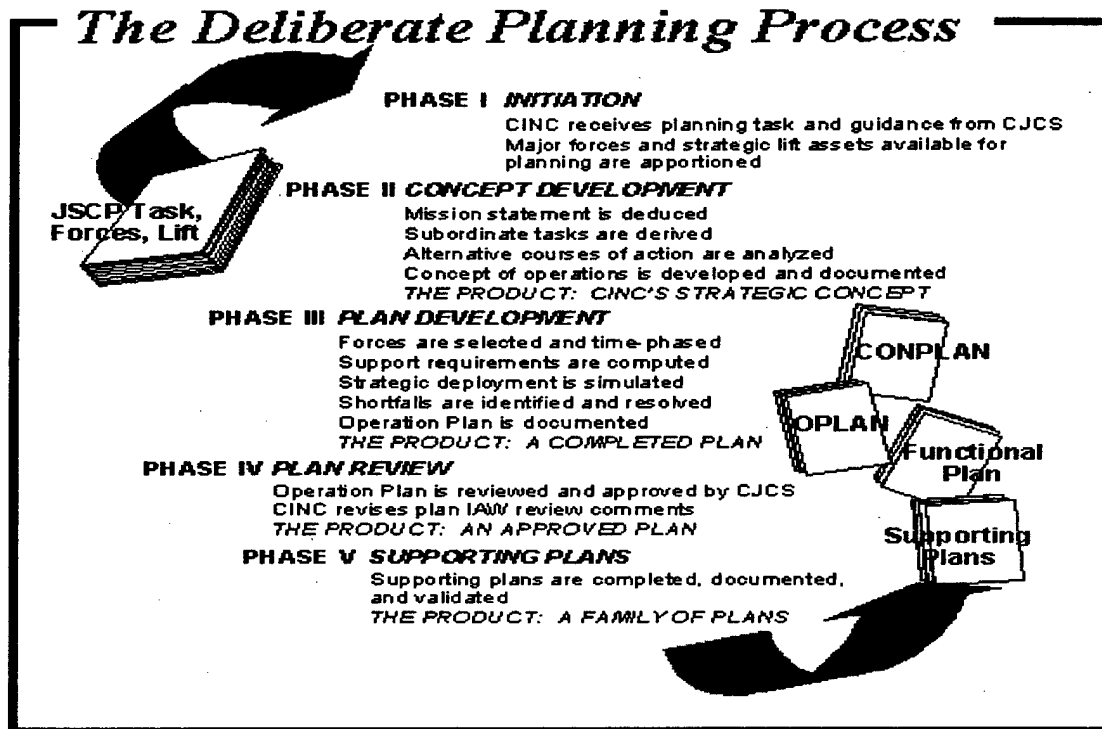 The Deliberate Planning Process
PHASE I INITIATION
CINC receives planning task and guidance from CJCS
Major forces and strategic lift assets available for
planning are apportioned
JSCP Task,
Forces, Lift
PHASE II CONCEPT DEVELOPMENT
Mission statement is deduced
Subordinate tasks are derived
Alternative courses of action are analyzed
Concept of operations is developed and documented
THE PRODUCT: CINC'S STRATEGIC CONCEPT
PHASE III PLAN DEVELOPMENT
Forces are selected and time-phased
Support requirements are computed
Strategic deployment is simulated
Shortfalls are identified and resolved
Operation Plan is documented
THE PRODUCT: A COMPLETED PLAN
CONPLAN
OPLAN
Functional
Plan
Supporting
Plans
PHASE IV PLAN REVIEW
Operation Plan is reviewed and approved by CJCS
CINC revises plan IAW review comments
THE PRODUCT: AN APPROVED PLAN
PHASE V SUPPORTING PLANS
Supporting plans are completed, documented,
and validated
THE PRODUCT: A FAMILY OF PLANS